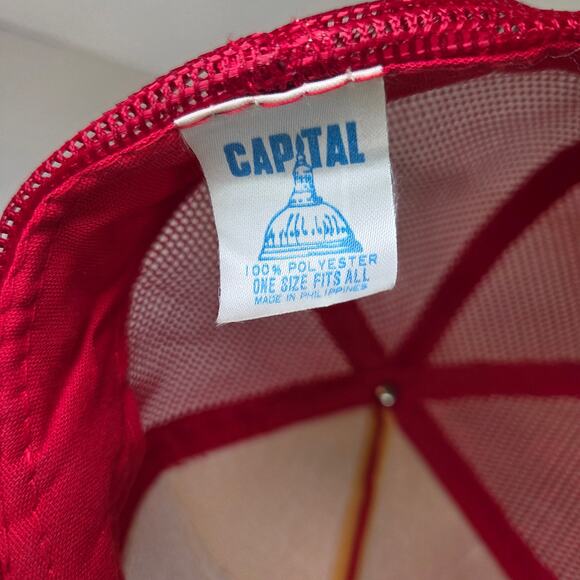 CAPITAL
100% POLYESTER
ONE SIZE FITS ALL
MADE IN PHILIPPINES